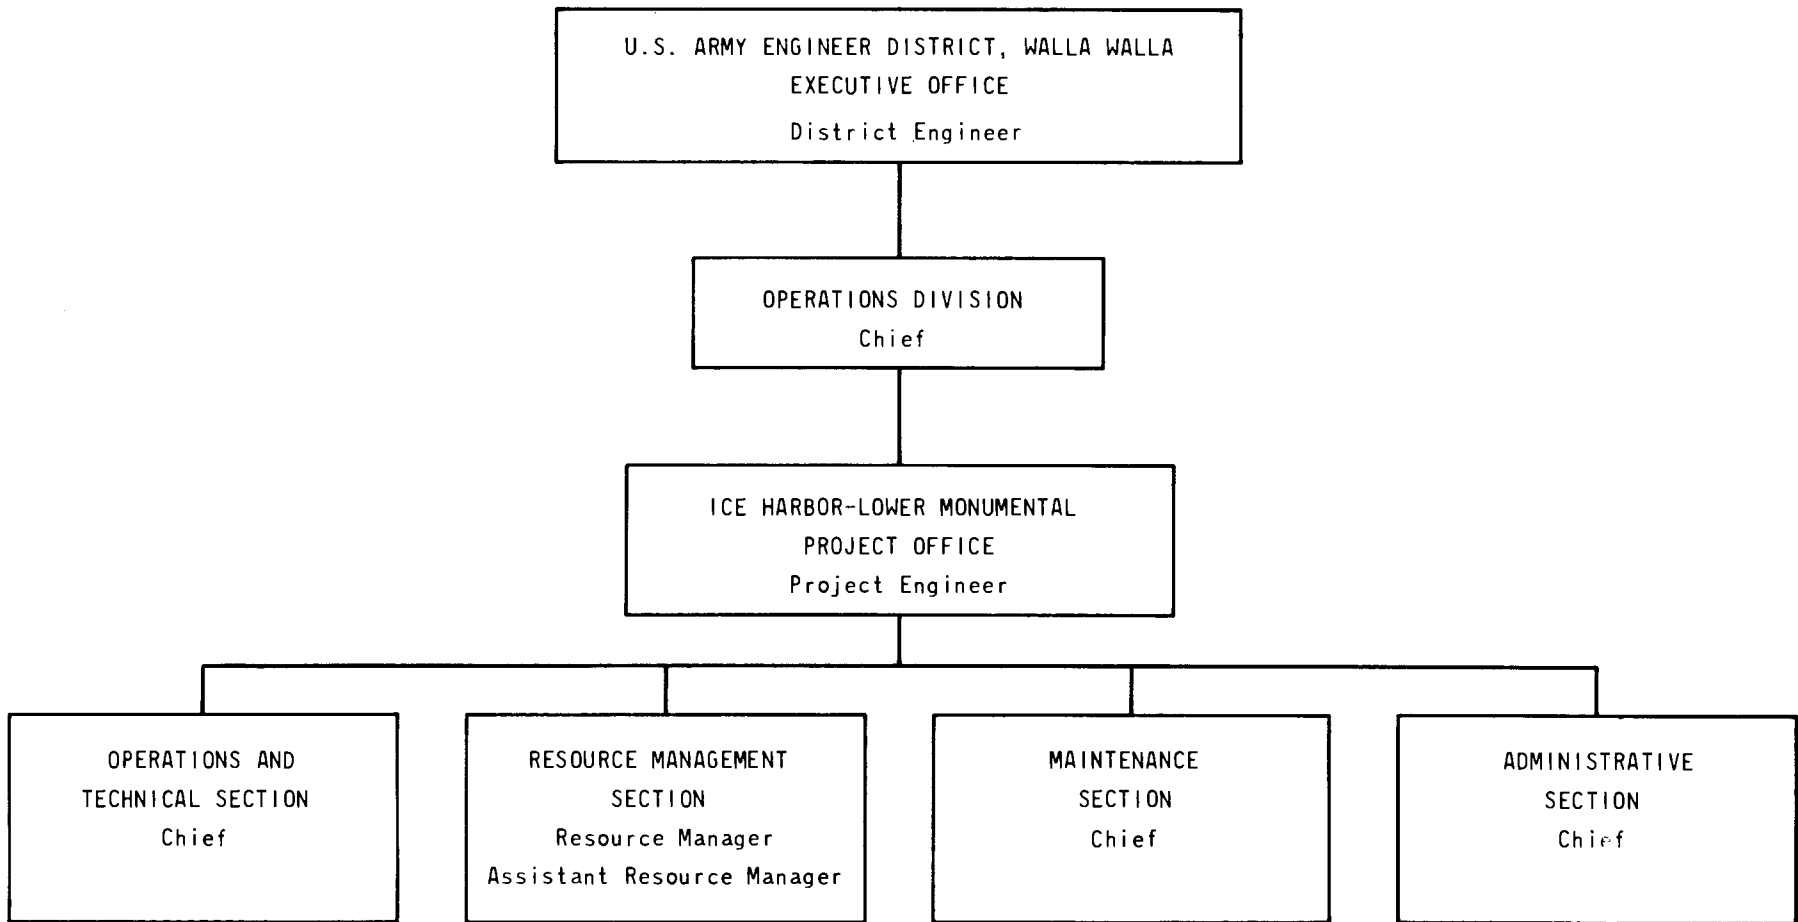 U.S. ARMY ENGINEER DISTRICT, WALLA WALLA
EXECUTIVE OFFICE
District Engineer
OPERATIONS DIVISION
Chief
ICE HARBOR-LOWER MONUMENTAL
PROJECT OFFICE
Project Engineer
OPERATIONS AND
TECHNICAL SECTION
Chief
RESOURCE MANAGEMENT
SECTION
Resource Manager
Assistant Resource Manager
MAINTENANCE
SECTION
Chief
ADMINISTRATIVE
SECTION
Chief